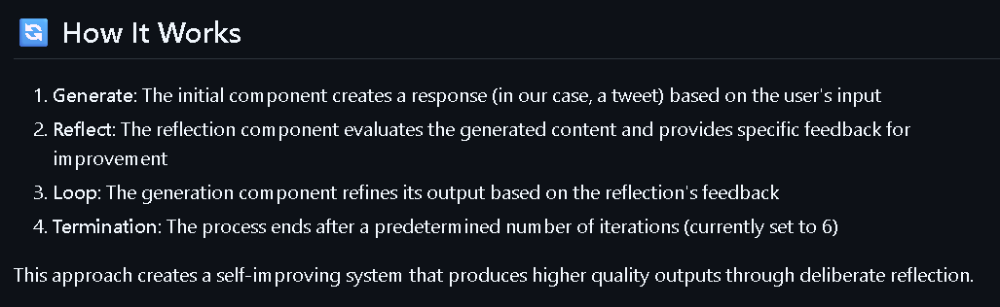 How It Works
1. Generate: The initial component creates a response (in our case, a tweet) based on the user's input
2. Reflect: The reflection component evaluates the generated content and provides specific feedback for
improvement
3. Loop: The generation component refines its output based on the reflection's feedback
4. Termination: The process ends after a predetermined number of iterations (currently set to 6)
This approach creates a self-improving system that produces higher quality outputs through deliberate reflection.